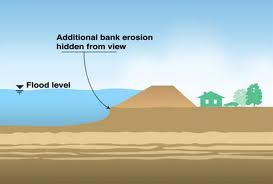 Additional bank erosion
hidden from view
Flood level